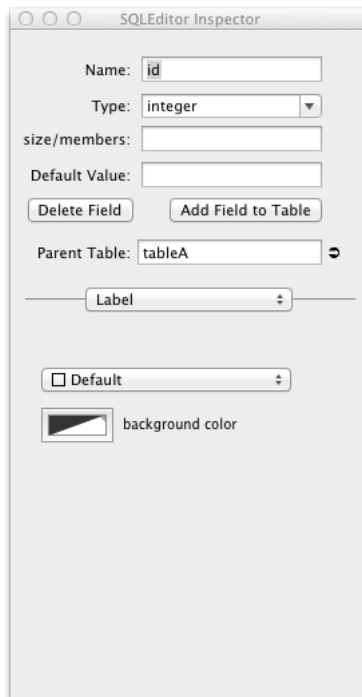 SQLEditor Inspector
Name: id
Type: integer
size/members:
Default Value:
Delete Field Add Field to Table
Parent Table: tableA
Label
Default
background color